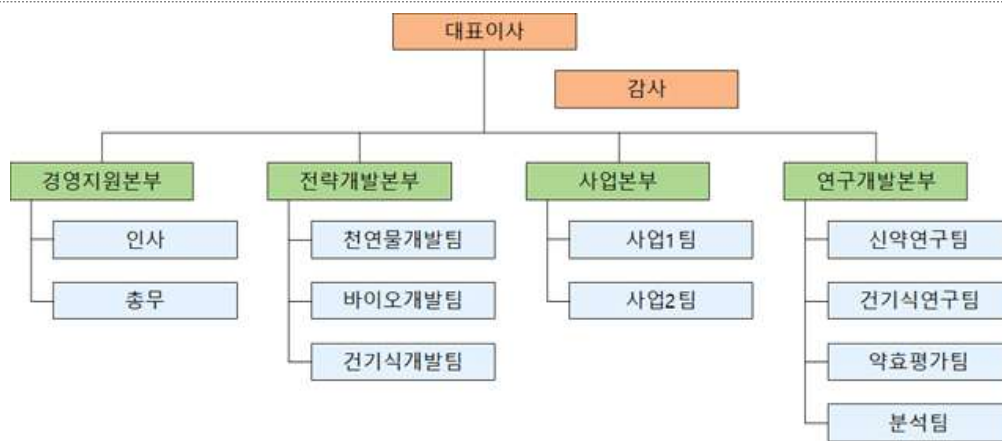 대표이사
감사
경영지원본부
인사
총무
전략개발본부
천연물개발팀
바이오개발팀
건기식개발팀
사업본부
사업1팀
사업2팀
연구개발본부
신약연구팀
건기식연구팀
약효평가팀
분석팀